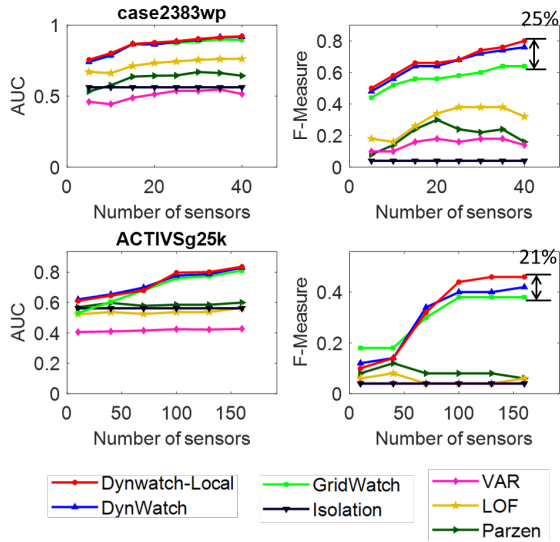 case2383wp
25%
1
0.5
0
AUC
0 20 40
Number of sensors
0.8
0.6
0.4
0.2
0
F-Measure
0 20 40
Number of sensors
ACTIVSg25k
21%
0.8
0.6
0.4
0.2
0
AUC
0 50 100 150
Number of sensors
0.4
0.2
0
F-Measure
0 50 100 150
Number of sensors
Dynwatch-Local
DynWatch
GridWatch
Isolation
VAR
LOF
Parzen